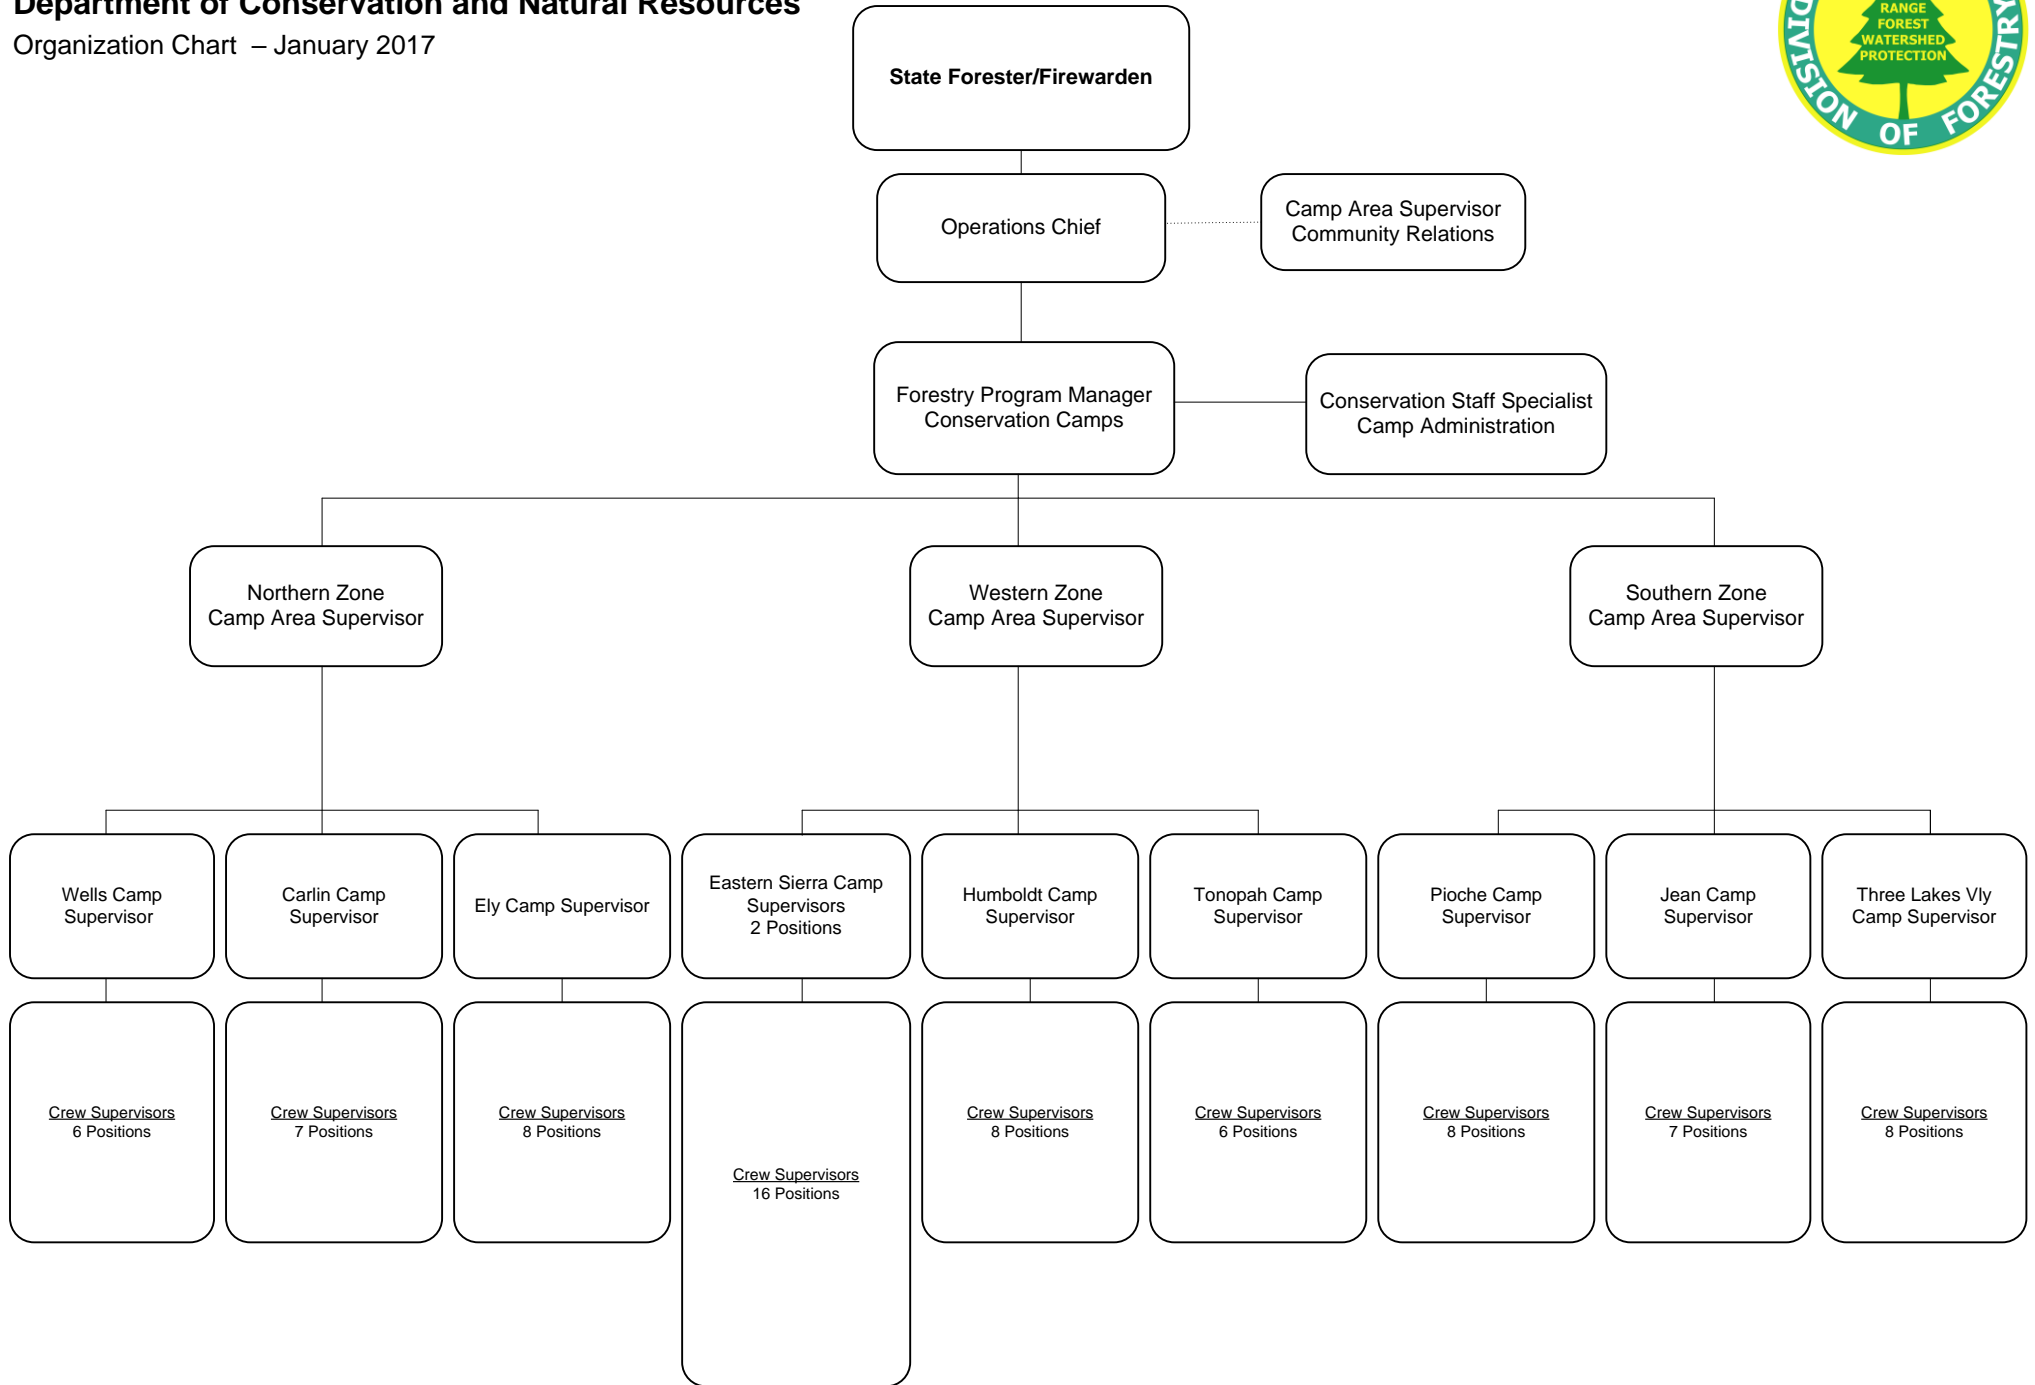 Department of Conservation and Natural Resources
Organization Chart – January 2017
RANGE
FOREST
WATERSHED
PROTECTION
DIVISION OF FORESTRY
State Forester/Firewarden
Operations Chief
Camp Area Supervisor
Community Relations
Forestry Program Manager
Conservation Camps
Conservation Staff Specialist
Camp Administration
Northern Zone
Camp Area Supervisor
Western Zone
Camp Area Supervisor
Southern Zone
Camp Area Supervisor
Wells Camp
Supervisor
Carlin Camp
Supervisor
Ely Camp Supervisor
Eastern Sierra Camp
Supervisors
2 Positions
Humboldt Camp
Supervisor
Tonopah Camp
Supervisor
Pioche Camp
Supervisor
Jean Camp
Supervisor
Three Lakes Vly
Camp Supervisor
Crew Supervisors
6 Positions
Crew Supervisors
7 Positions
Crew Supervisors
8 Positions
Crew Supervisors
16 Positions
Crew Supervisors
8 Positions
Crew Supervisors
6 Positions
Crew Supervisors
8 Positions
Crew Supervisors
7 Positions
Crew Supervisors
8 Positions